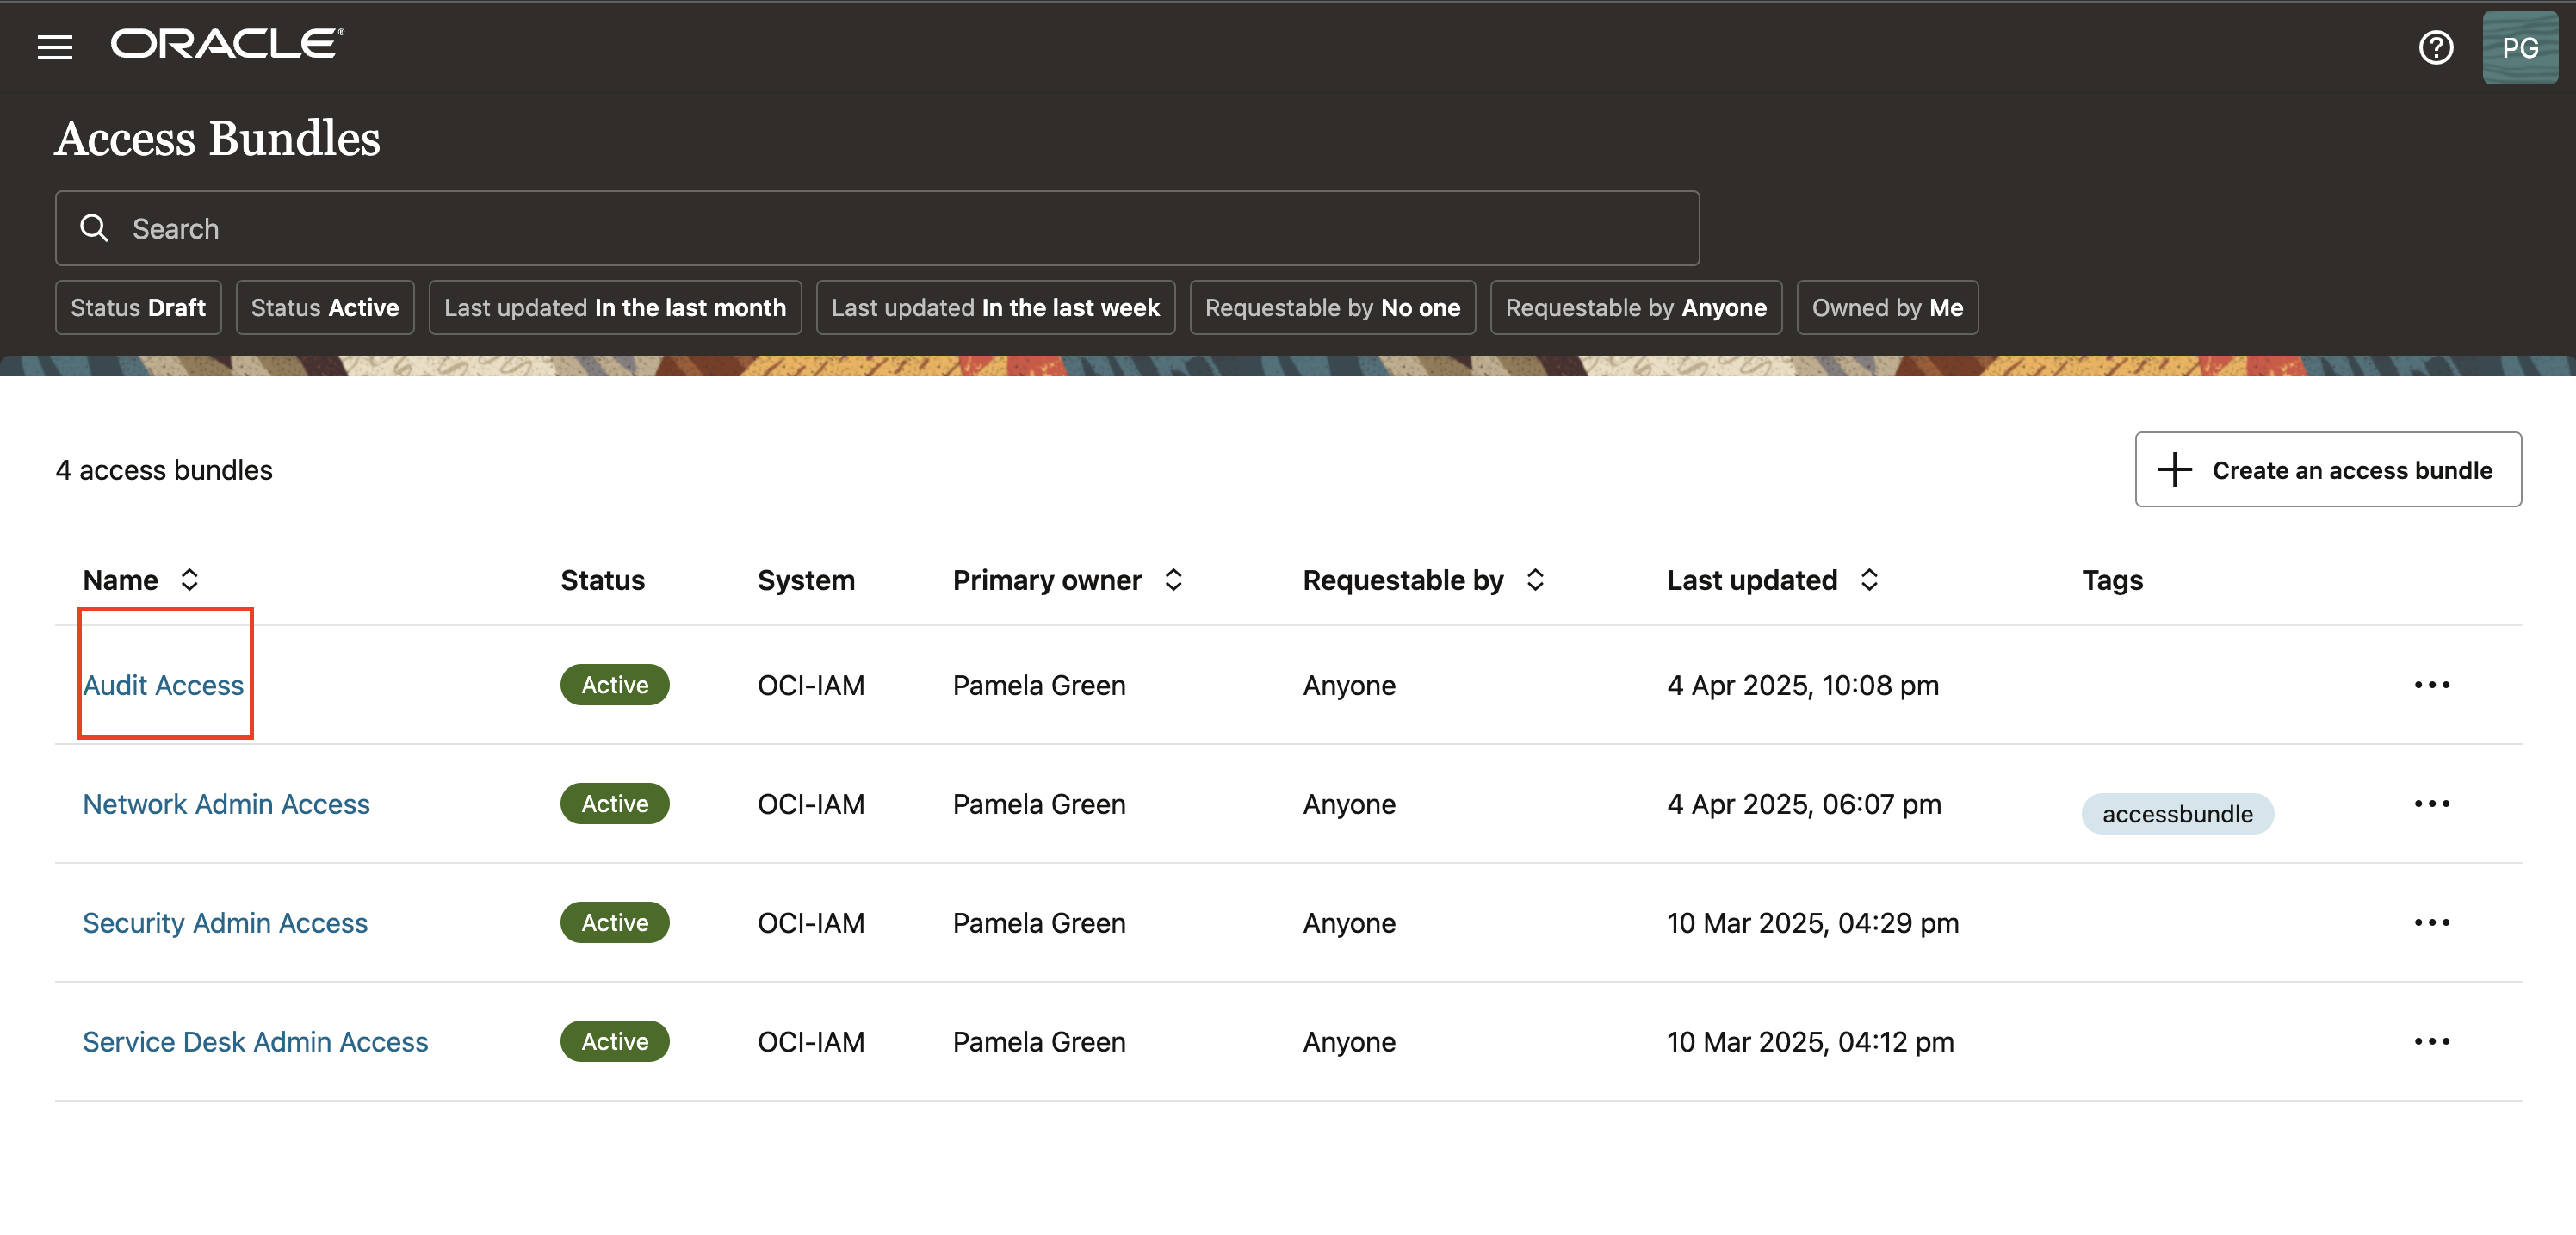 ORACLE®
PG
Access Bundles
Search
Status Draft Status Active Last updated In the last month Last updated In the last week Requestable by No one Requestable by Anyone Owned by Me
4 access bundles
Create an access bundle
Name Status System Primary owner Requestable by Last updated Tags
Audit Access Active OCI-IAM Pamela Green Anyone 4 Apr 2025, 10:08 pm
Network Admin Access Active OCI-IAM Pamela Green Anyone 4 Apr 2025, 06:07 pm accessbundle
Security Admin Access Active OCI-IAM Pamela Green Anyone 10 Mar 2025, 04:29 pm
Service Desk Admin Access Active OCI-IAM Pamela Green Anyone 10 Mar 2025, 04:12 pm